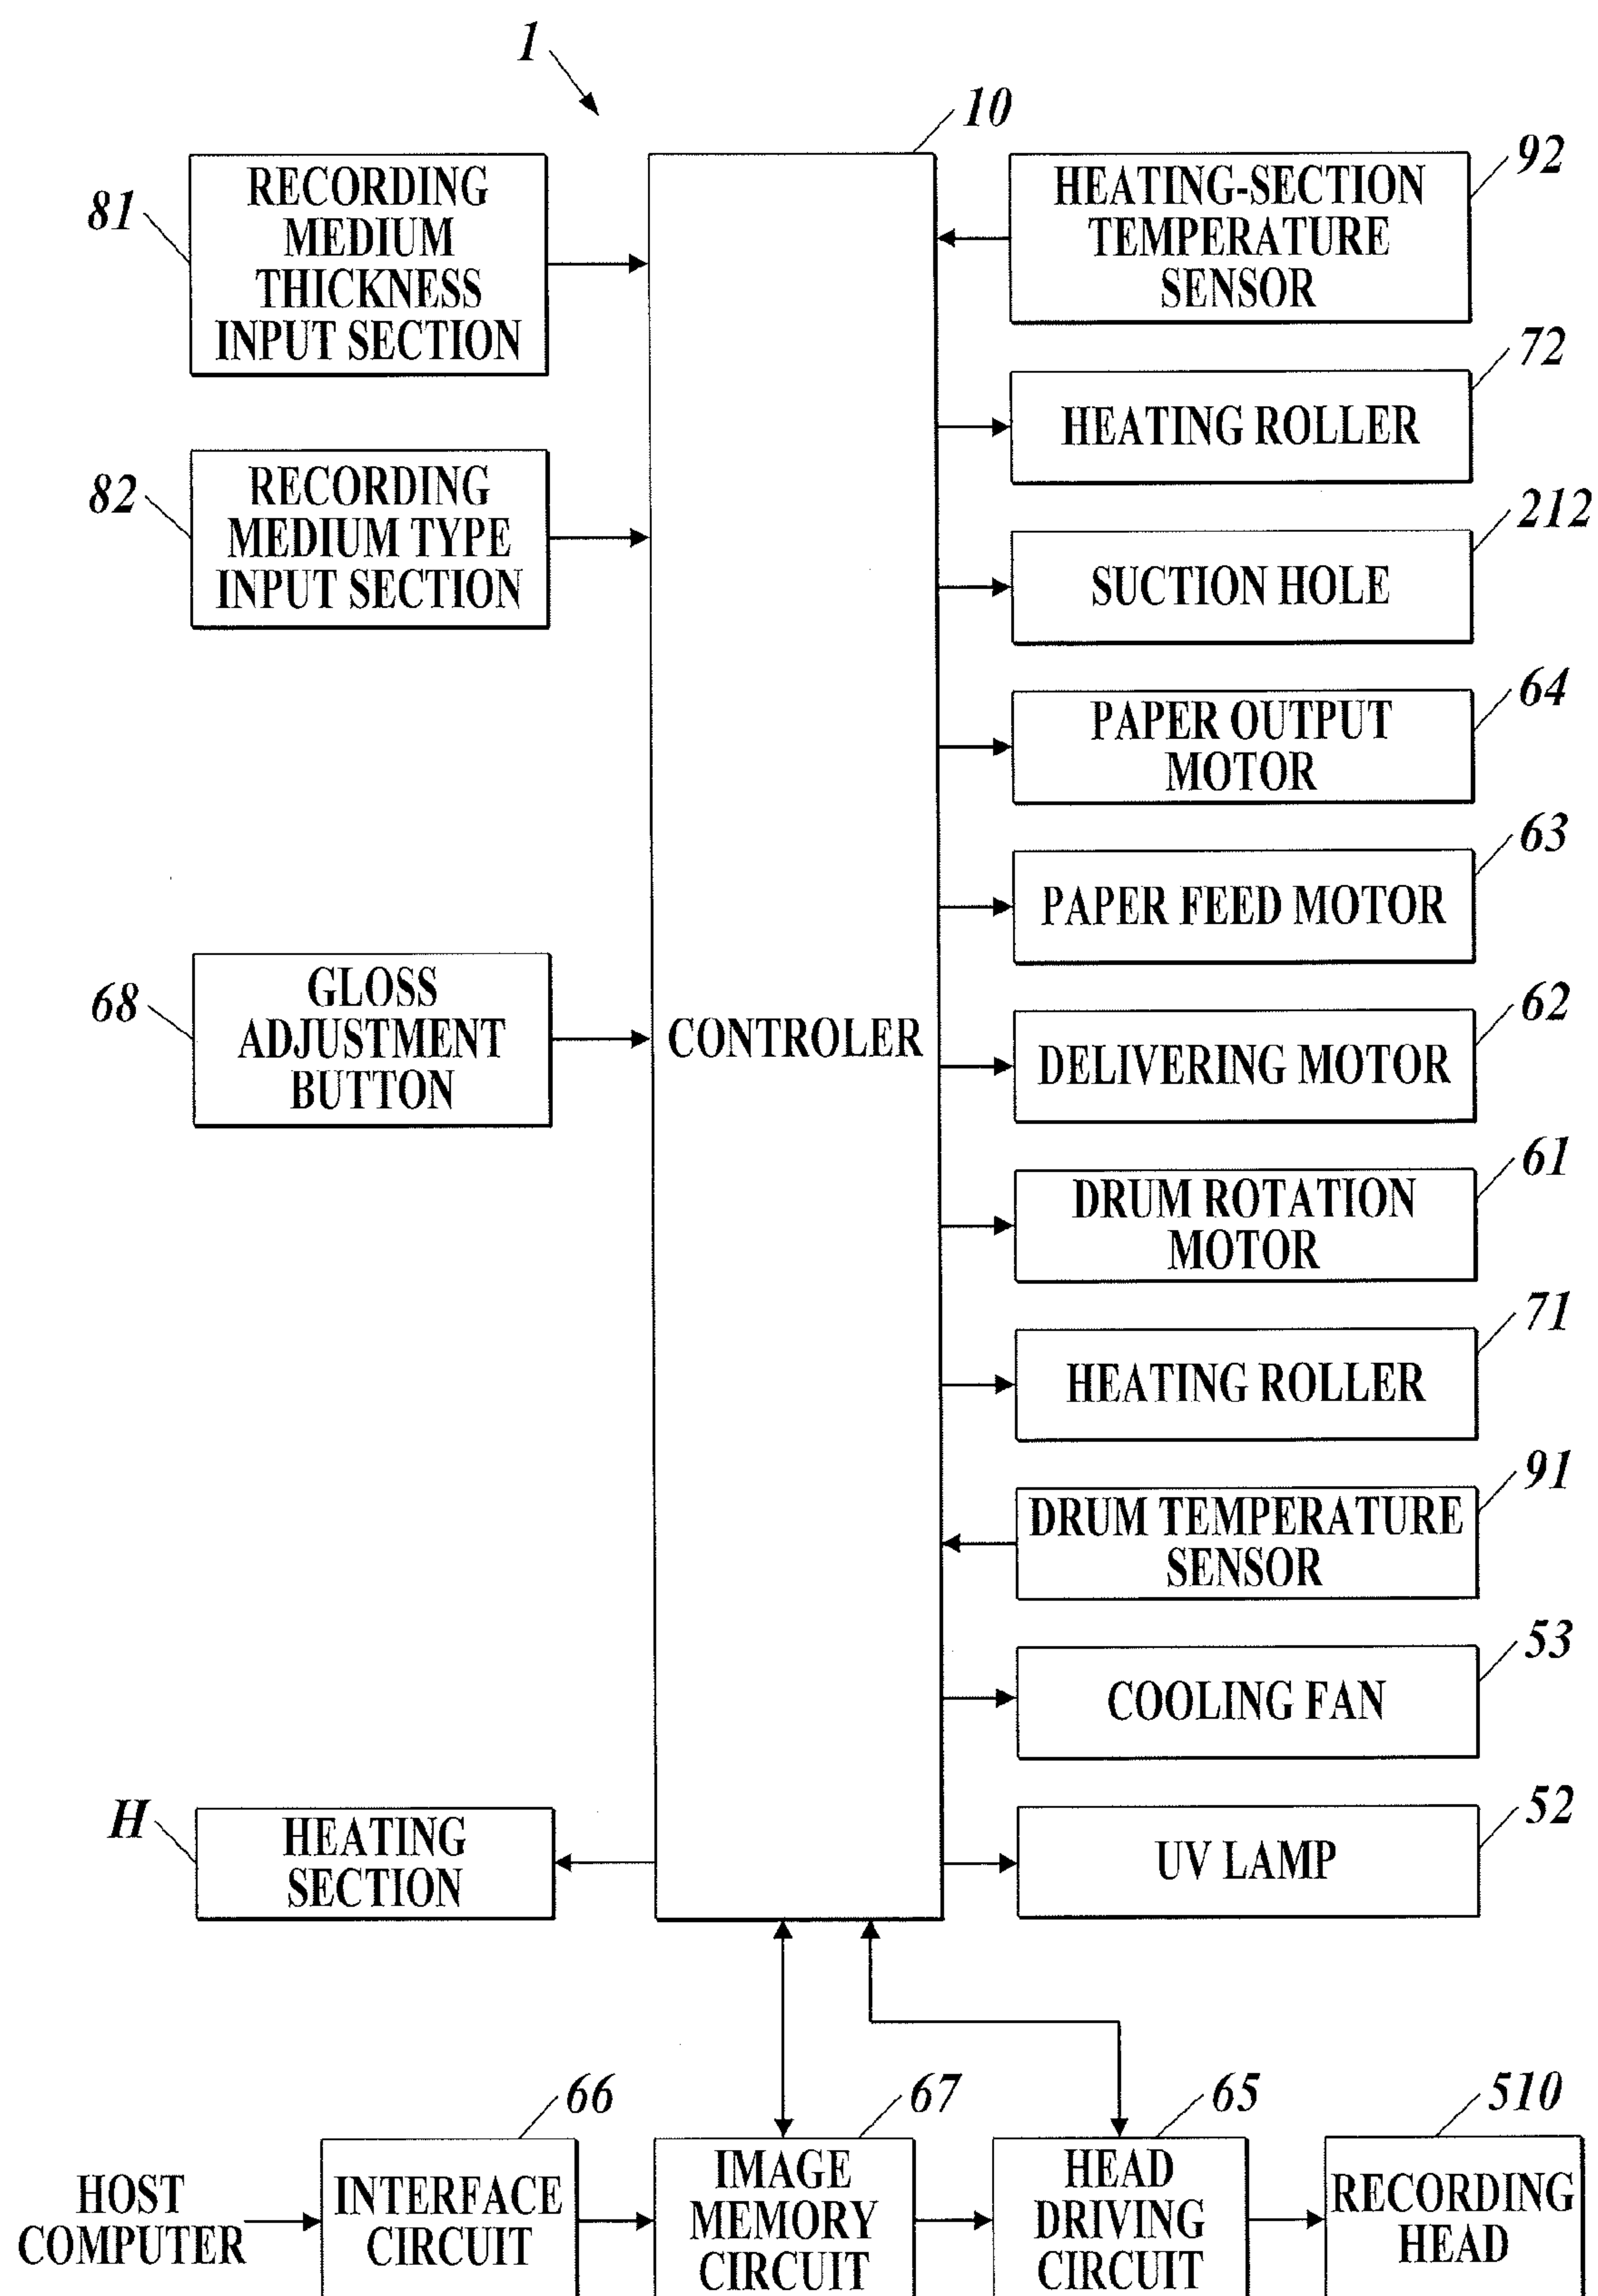 1
10
81
RECORDING
MEDIUM
THICKNESS
INPUT SECTION
82
RECORDING
MEDIUM TYPE
INPUT SECTION
68
GLOSS
ADJUSTMENT
BUTTON
H
HEATING
SECTION
CONTROLER
92
HEATING-SECTION
TEMPERATURE
SENSOR
72
HEATING ROLLER
212
SUCTION HOLE
64
PAPER OUTPUT
MOTOR
63
PAPER FEED MOTOR
62
DELIVERING MOTOR
61
DRUM ROTATION
MOTOR
71
HEATING ROLLER
91
DRUM TEMPERATURE
SENSOR
53
COOLING FAN
52
UV LAMP
HOST
COMPUTER
66
INTERFACE
CIRCUIT
67
IMAGE
MEMORY
CIRCUIT
65
HEAD
DRIVING
CIRCUIT
510
RECORDING
HEAD